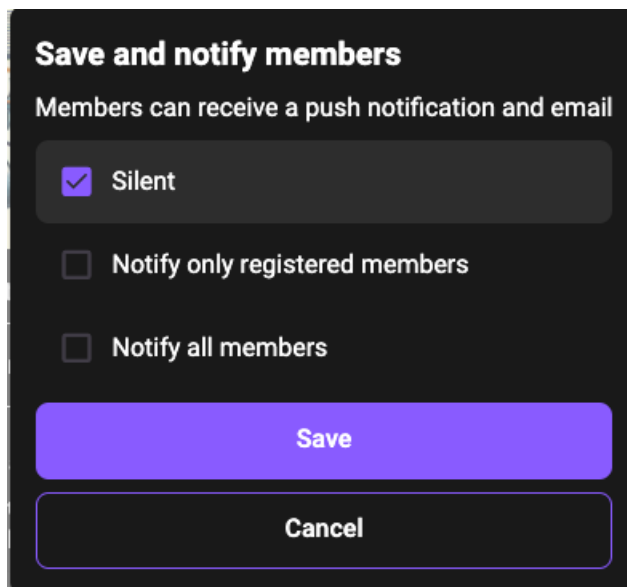 Save and notify members
Members can receive a push notification and email
Silent
Notify only registered members
Notify all members
Save
Cancel